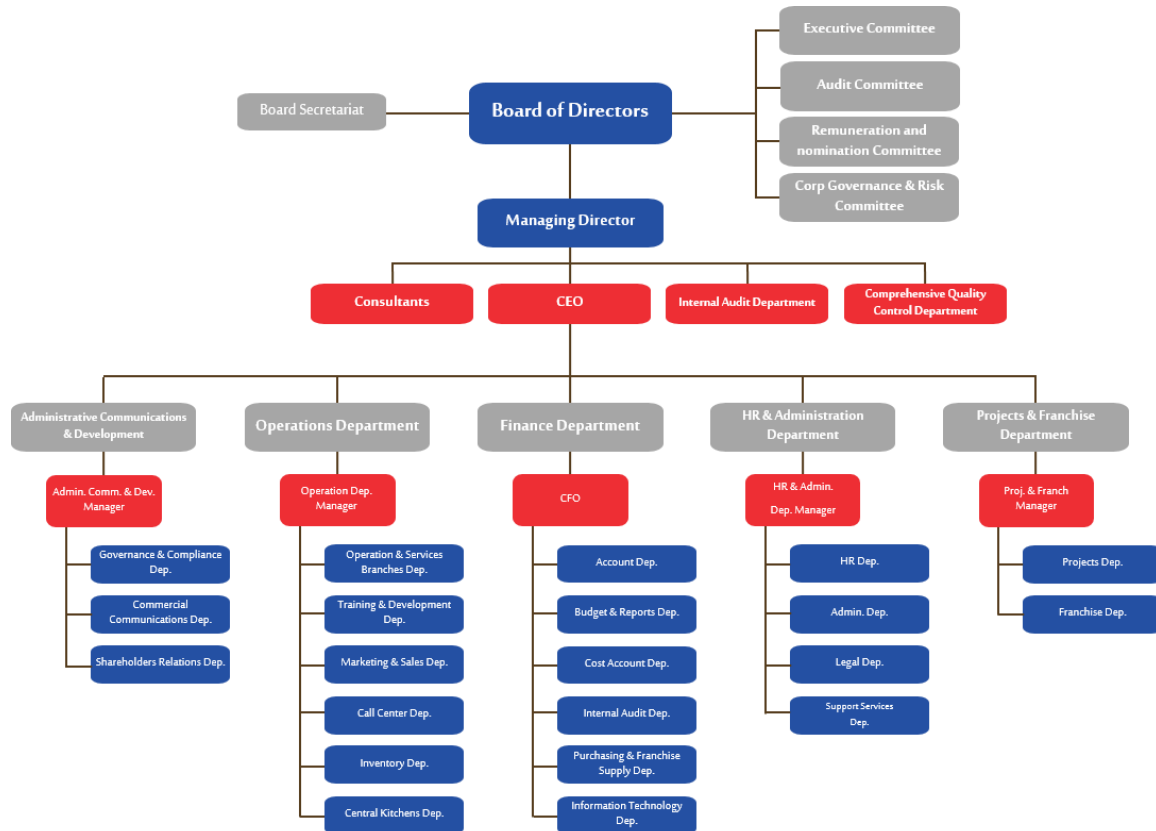 Executive Committee
Audit Committee
Board of Directors
Board Secretariat
Remuneration and
nomination Committee
Corp Governance & Risk
Committee
Managing Director
Consultants
CEO
Internal Audit Department
Comprehensive Quality
Control Department
Administrative Communications
& Development
Operations Department
Finance Department
HR & Administration
Department
Projects & Franchise
Department
Admin. Comm. & Dev.
Manager
Operation Dep.
Manager
CFO
HR & Admin.
Dep. Manager
Proj. & Franch
Manager
Governance & Compliance
Dep.
Commercial
Communications Dep.
Shareholders Relations Dep.
Operation & Services
Branches Dep.
Training & Development
Dep.
Marketing & Sales Dep.
Call Center Dep.
Inventory Dep.
Central Kitchens Dep.
Account Dep.
Budget & Reports Dep.
Cost Account Dep.
Internal Audit Dep.
Purchasing & Franchise
Supply Dep.
Information Technology
Dep.
HR Dep.
Admin. Dep.
Legal Dep.
Support Services
Dep.
Projects Dep.
Franchise Dep.